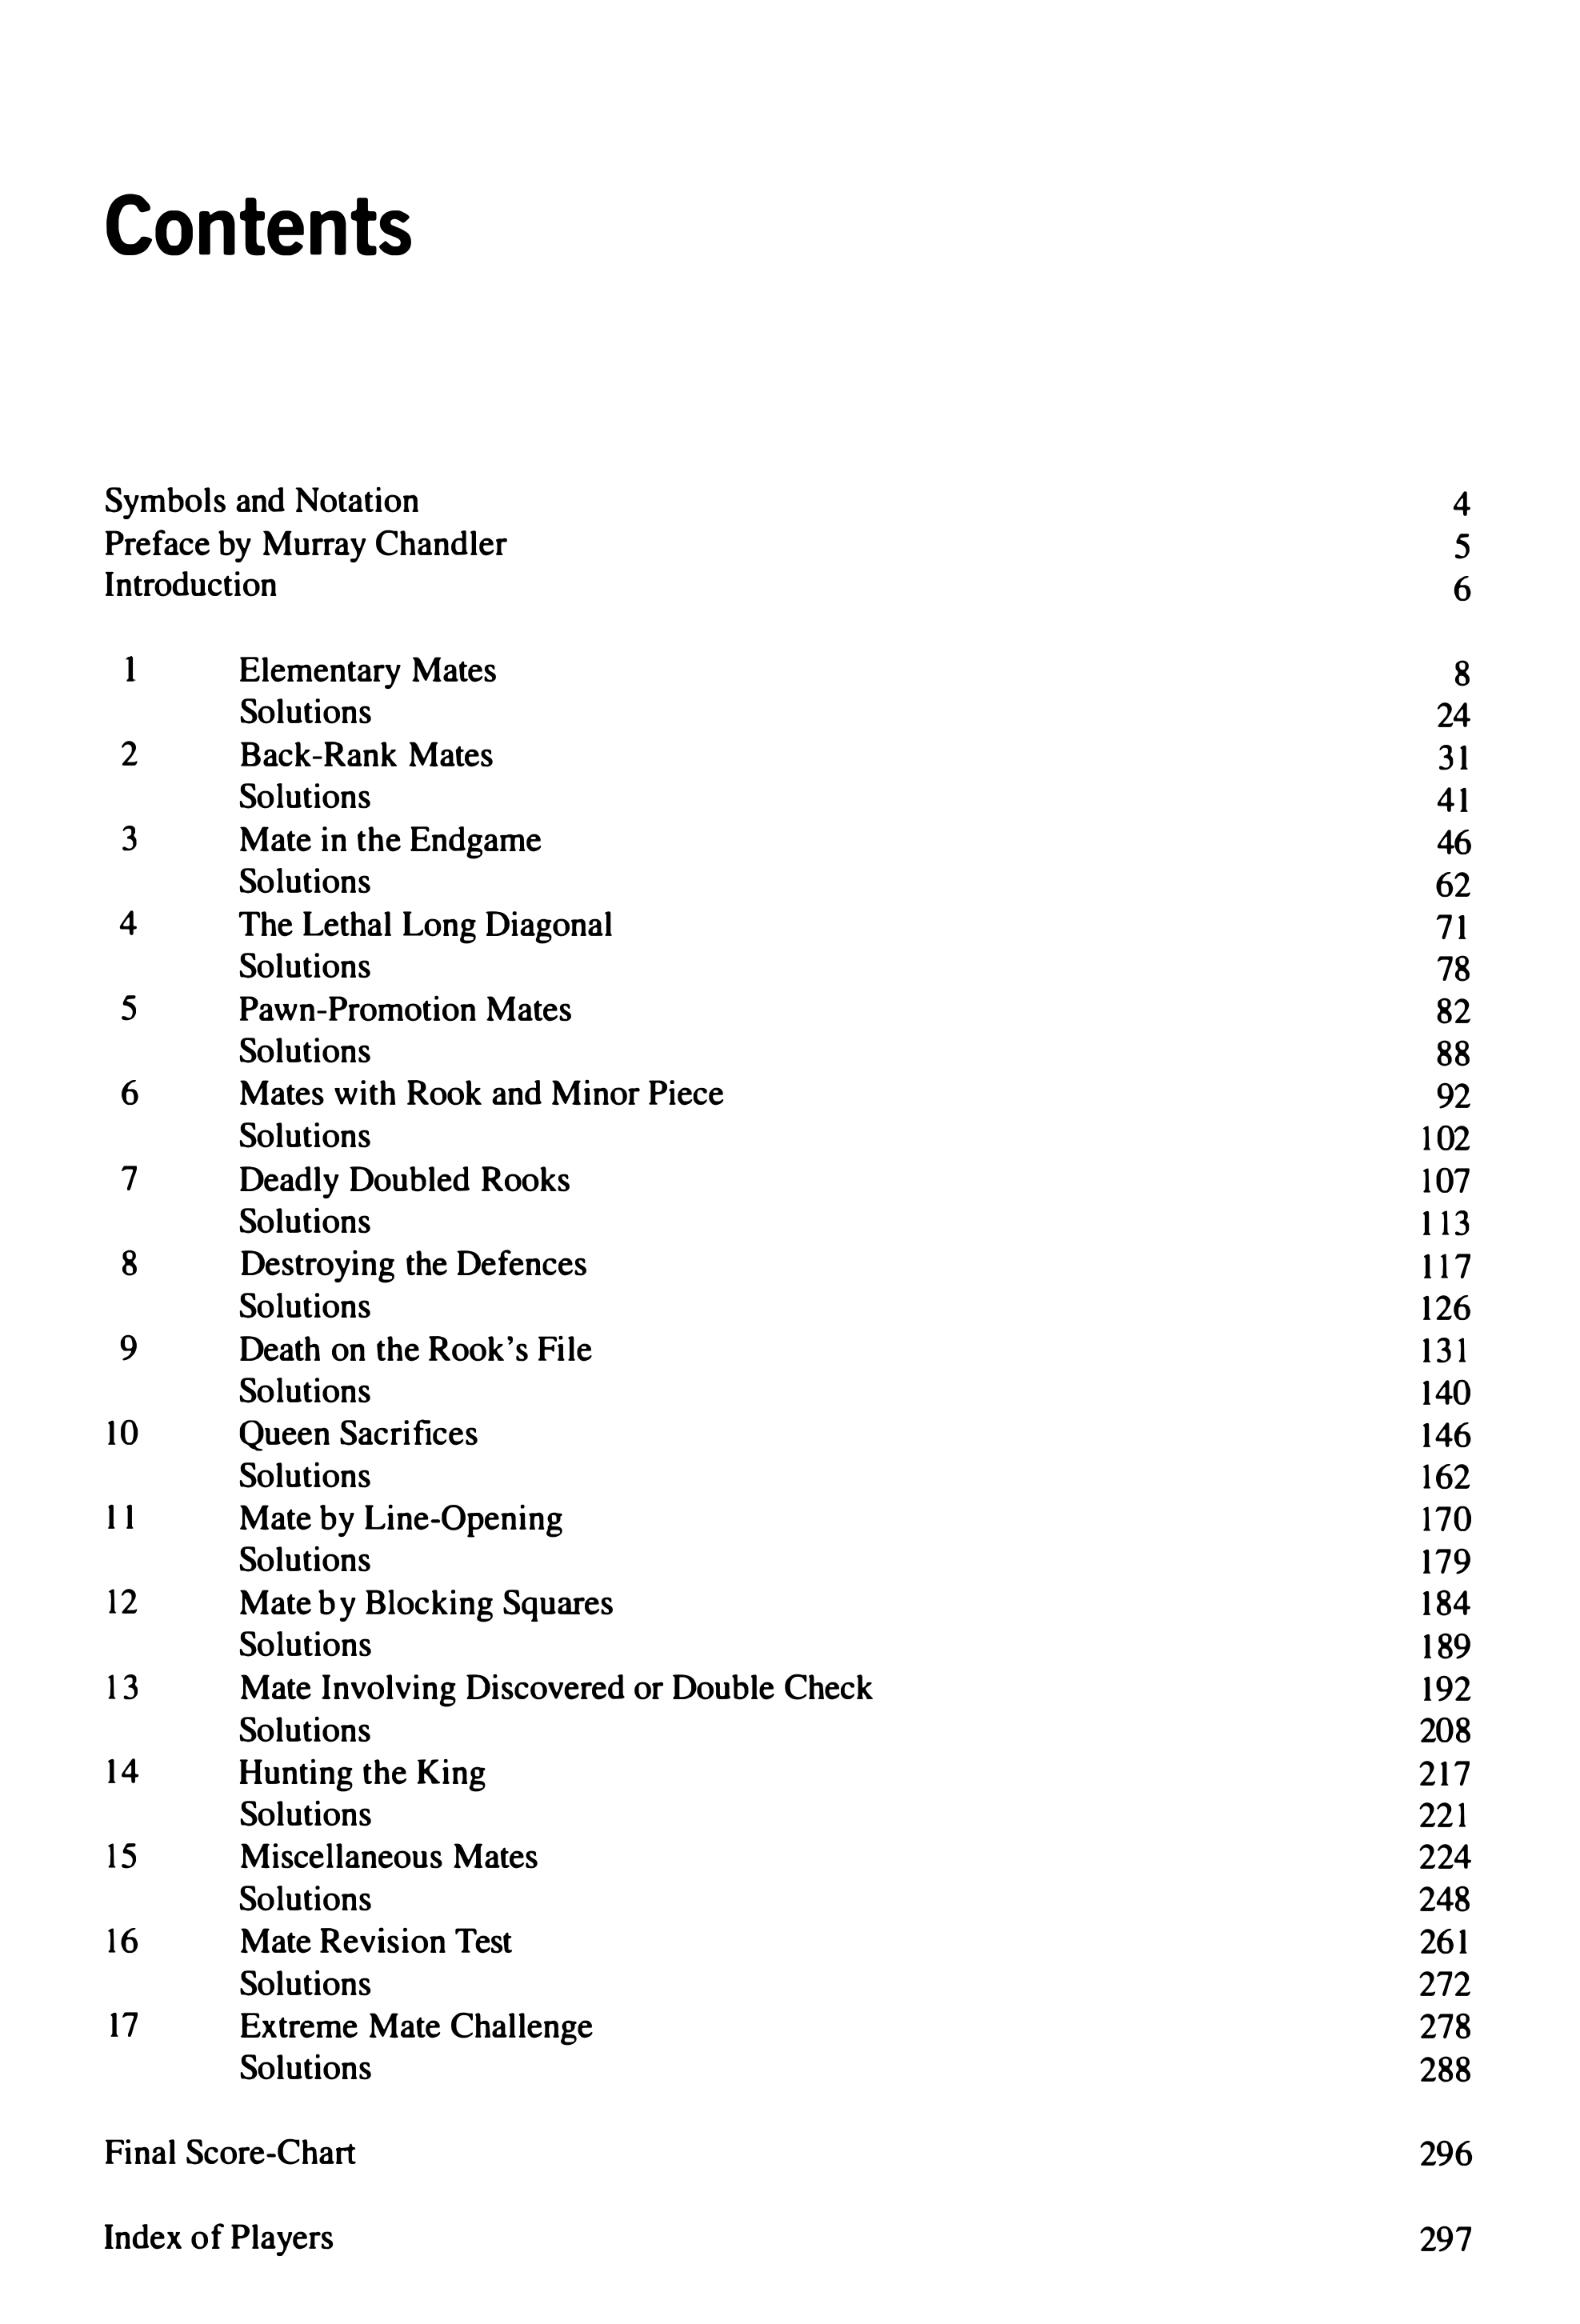 Contents
Symbols and Notation 4
Preface by Murray Chandler 5
Introduction 6
1 Elementary Mates 8
Solutions 24
2 Back-Rank Mates 31
Solutions 41
3 Mate in the Endgame 46
Solutions 62
4 The Lethal Long Diagonal 71
Solutions 78
5 Pawn-Promotion Mates 82
Solutions 88
6 Mates with Rook and Minor Piece 92
Solutions 102
7 Deadly Doubled Rooks 107
Solutions 113
8 Destroying the Defences 117
Solutions 126
9 Death on the Rook's File 131
Solutions 140
10 Queen Sacrifices 146
Solutions 162
11 Mate by Line-Opening 170
Solutions 179
12 Mate by Blocking Squares 184
Solutions 189
13 Mate Involving Discovered or Double Check 192
Solutions 208
14 Hunting the King 217
Solutions 221
15 Miscellaneous Mates 224
Solutions 248
16 Mate Revision Test 261
Solutions 272
17 Extreme Mate Challenge 278
Solutions 288
Final Score-Chart 296
Index of Players 297